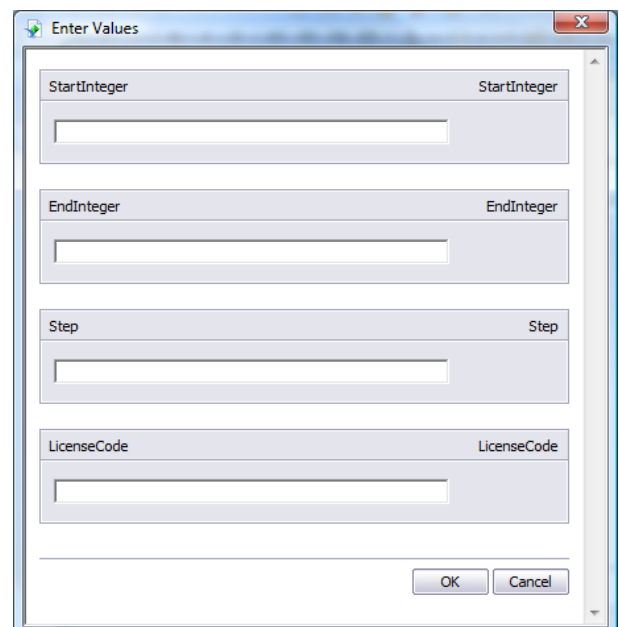 Enter Values
StartInteger StartInteger
EndInteger EndInteger
Step Step
LicenseCode LicenseCode
OK Cancel